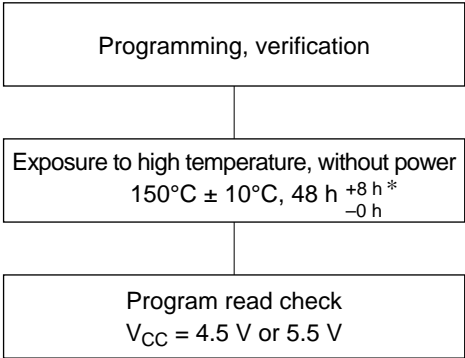 Programming, verification
Exposure to high temperature, without power
150°C ± 10°C, 48 h +8 h *
–0 h
Program read check
VCC = 4.5 V or 5.5 V